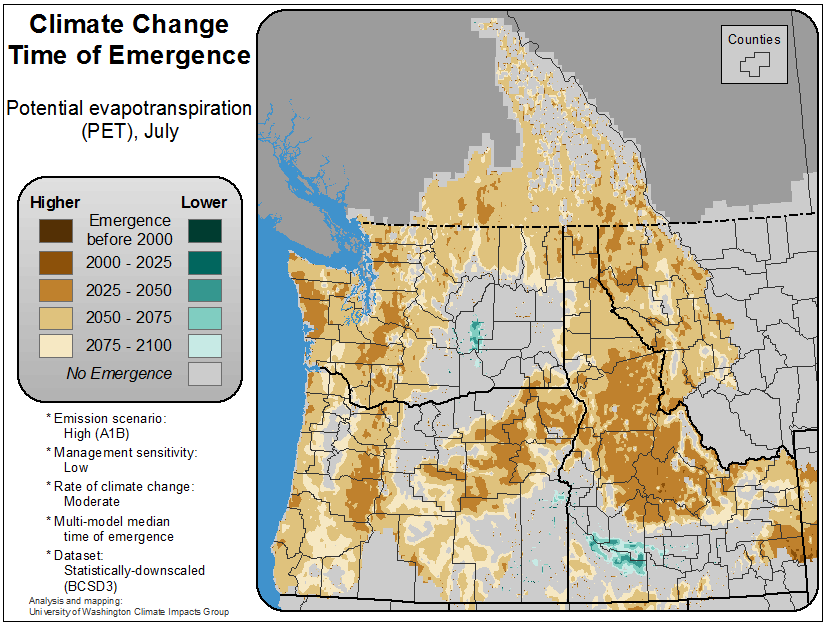 Climate Change
Time of Emergence
Potential evapotranspiration
(PET), July
Higher
Lower
Emergence
before 2000
2000 - 2025
2025 - 2050
2050 - 2075
2075 - 2100
No Emergence
* Emission scenario:
High (A1B)
* Management sensitivity:
Low
* Rate of climate change:
Moderate
* Multi-model median
time of emergence
* Dataset:
Statistically-downscaled
(BCSD3)
Analysis and mapping:
University of Washington Climate Impacts Group
Counties